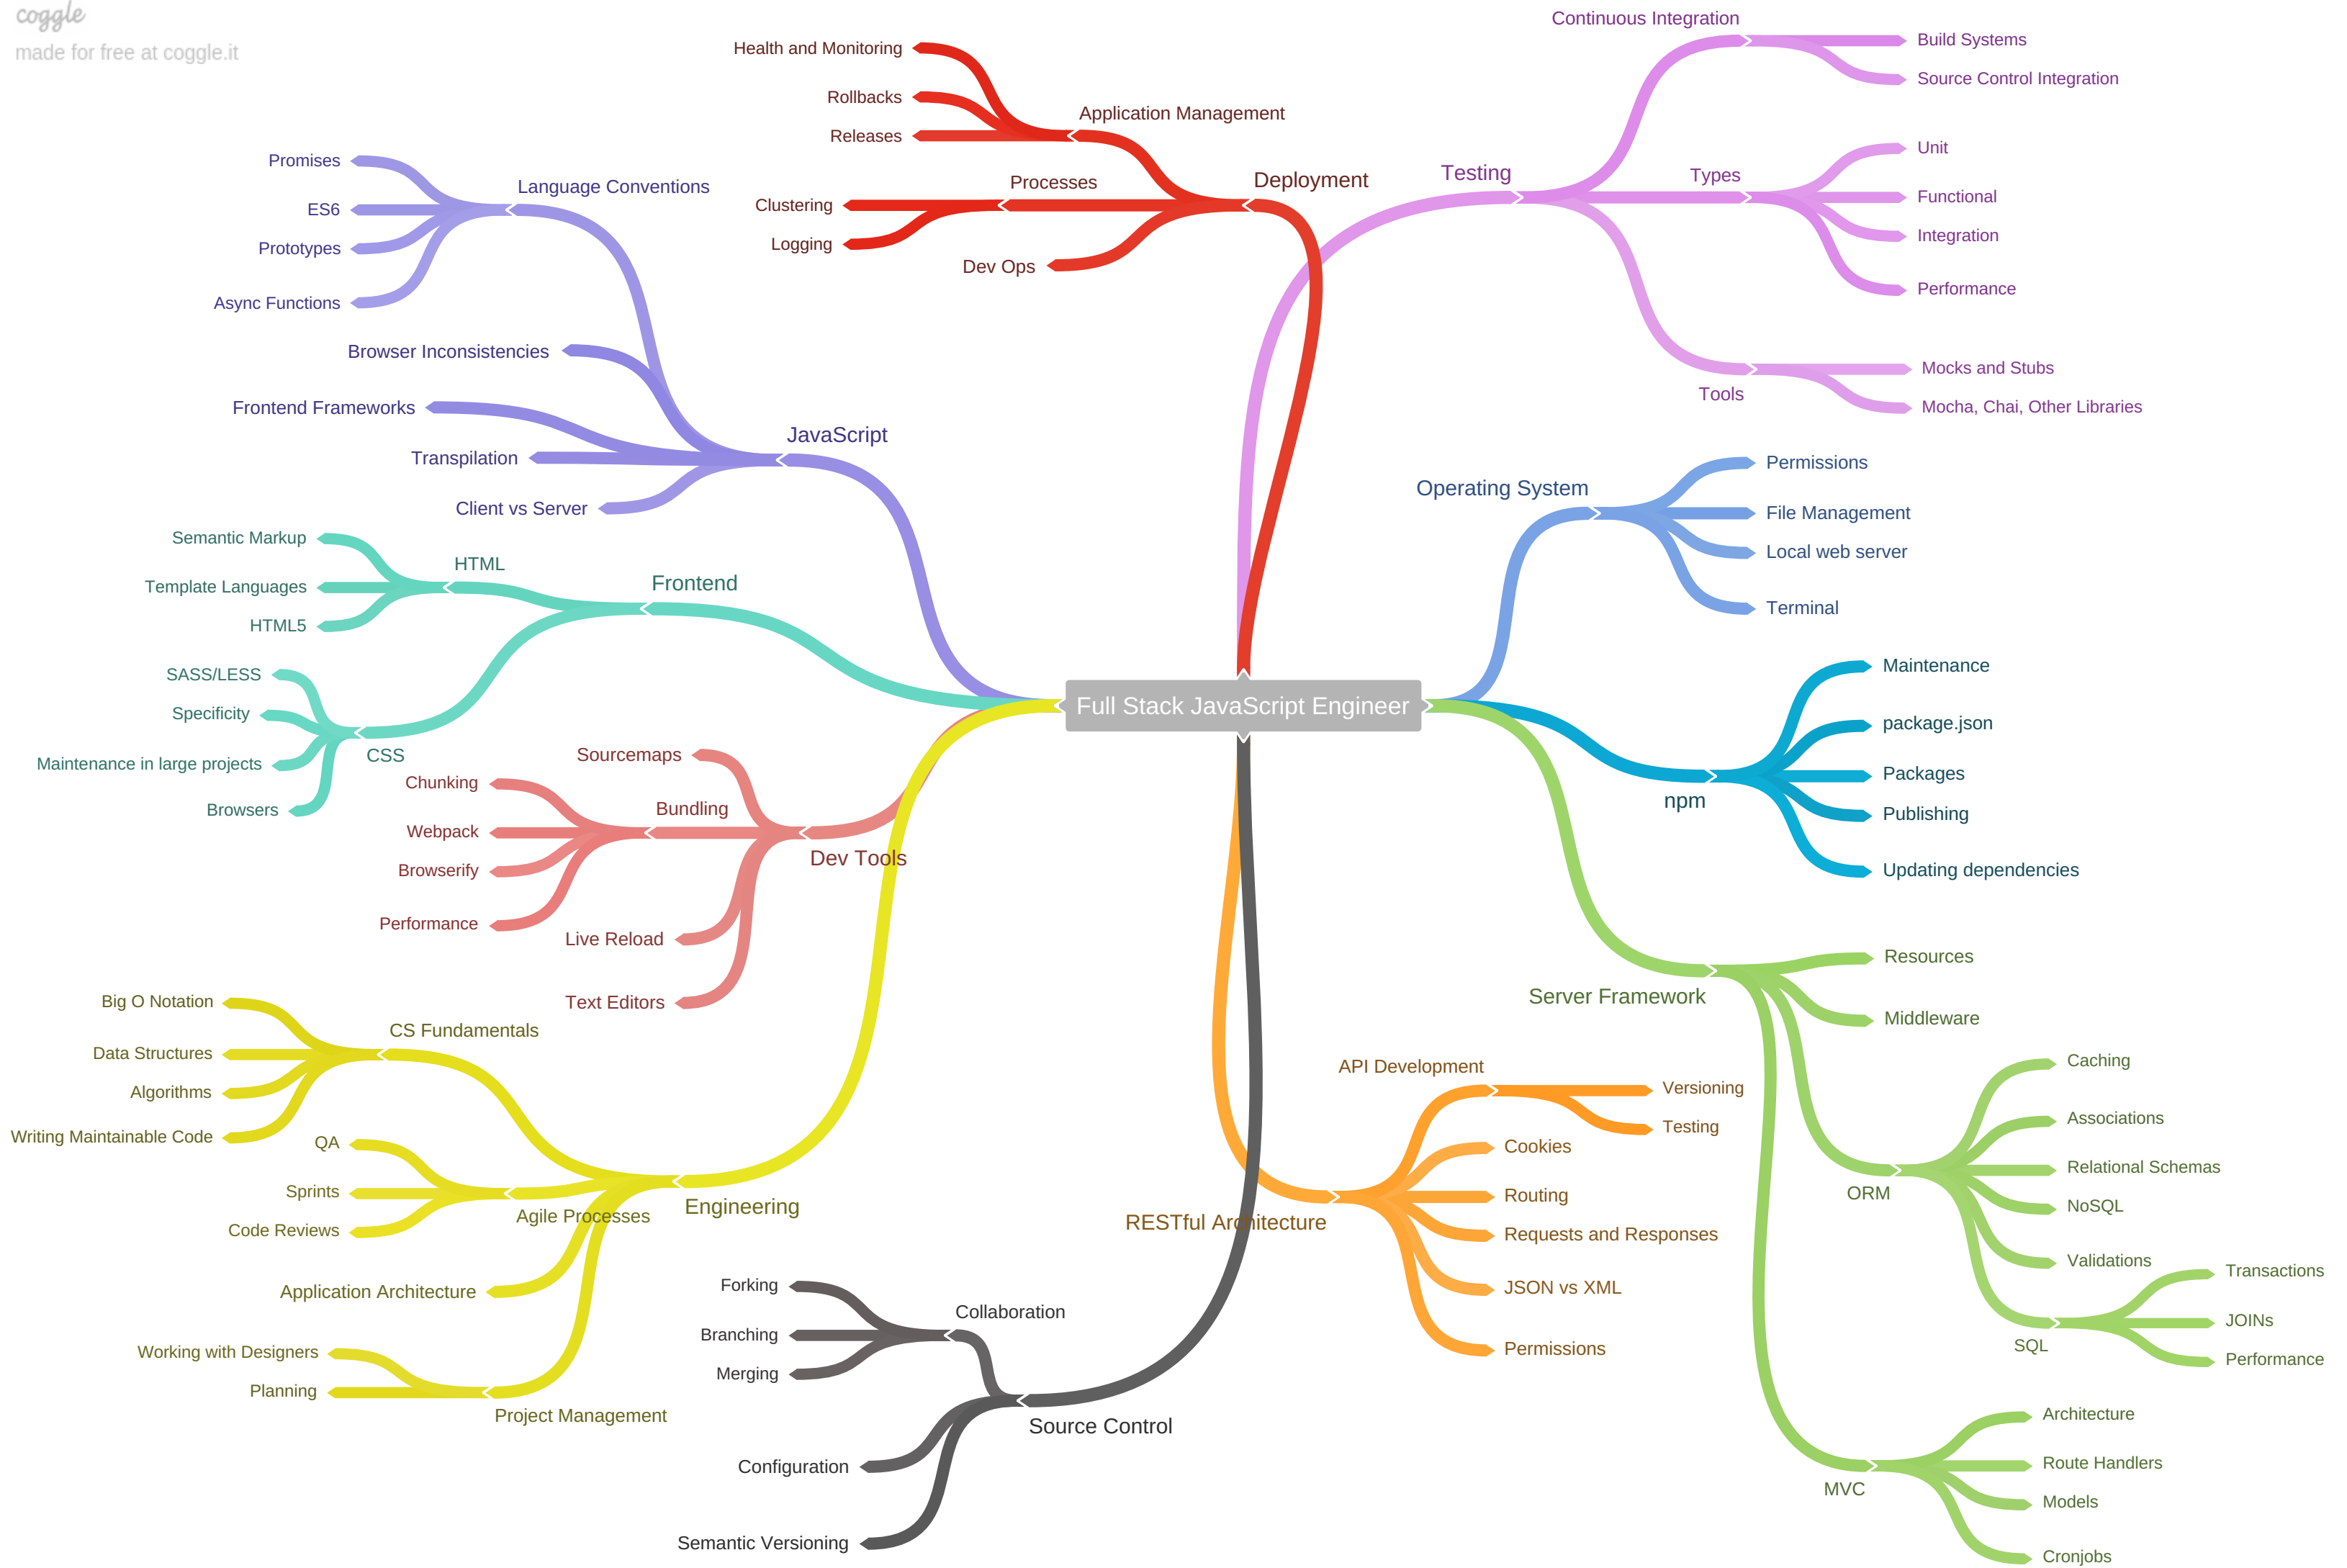 coggle
made for free at coggle.it
Full Stack JavaScript Engineer
Deployment
Application Management
Health and Monitoring
Rollbacks
Releases
Processes
Clustering
Logging
Dev Ops
Testing
Continuous Integration
Build Systems
Source Control Integration
Types
Unit
Functional
Integration
Performance
Tools
Mocks and Stubs
Mocha, Chai, Other Libraries
JavaScript
Language Conventions
Promises
ES6
Prototypes
Async Functions
Browser Inconsistencies
Frontend Frameworks
Transpilation
Client vs Server
Operating System
Permissions
File Management
Local web server
Terminal
Frontend
HTML
Semantic Markup
Template Languages
HTML5
CSS
SASS/LESS
Specificity
Maintenance in large projects
Browsers
npm
Maintenance
package.json
Packages
Publishing
Updating dependencies
Dev Tools
Sourcemaps
Bundling
Chunking
Webpack
Browserify
Performance
Live Reload
Text Editors
Server Framework
Resources
Middleware
ORM
Caching
Associations
Relational Schemas
NoSQL
Validations
SQL
Transactions
JOINs
Performance
MVC
Architecture
Route Handlers
Models
Cronjobs
Engineering
CS Fundamentals
Big O Notation
Data Structures
Algorithms
Writing Maintainable Code
Agile Processes
QA
Sprints
Code Reviews
Application Architecture
Project Management
Working with Designers
Planning
RESTful Architecture
API Development
Versioning
Testing
Cookies
Routing
Requests and Responses
JSON vs XML
Permissions
Source Control
Collaboration
Forking
Branching
Merging
Configuration
Semantic Versioning